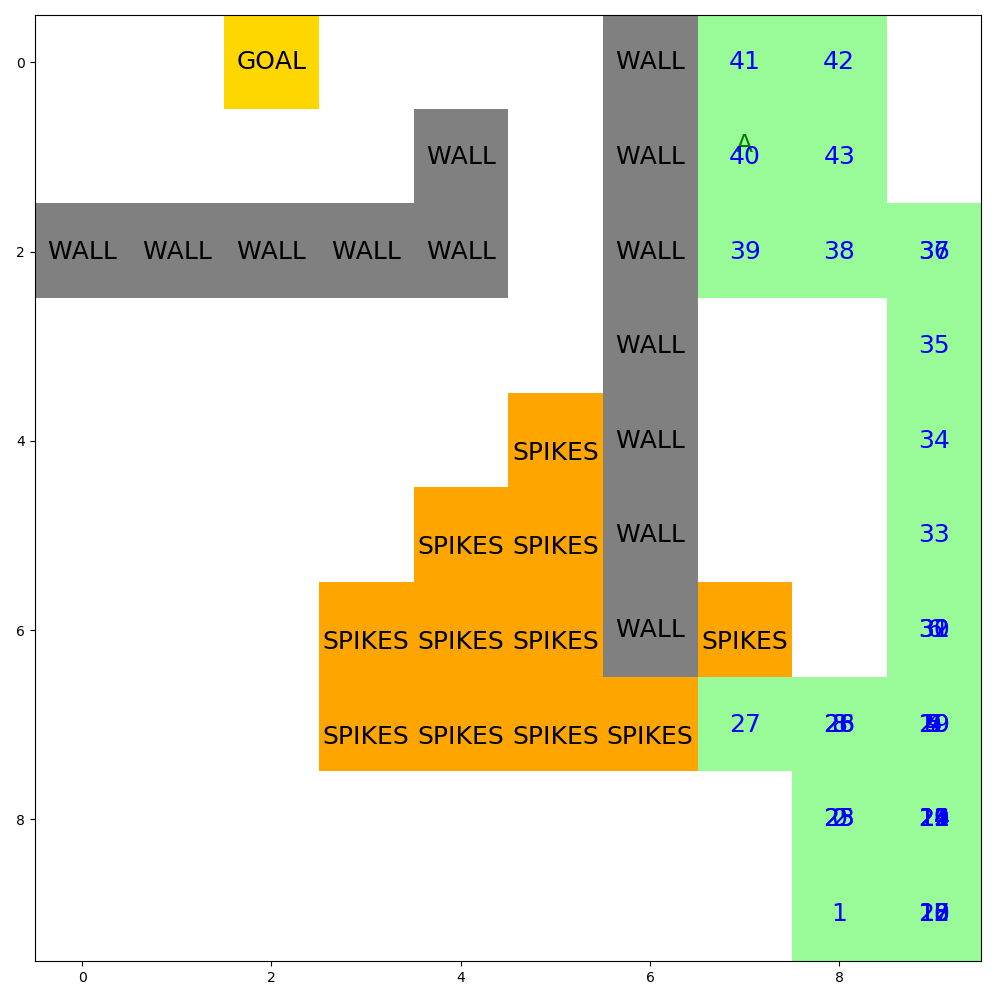 GOAL WALL 41 42
0
A
WALL WALL 40 43
WALL WALL WALL WALL WALL WALL 39 38
2
WALL 35
WALL 34
4
SPIKES
WALL 33
SPIKES SPIKES
WALL
6
SPIKES SPIKES SPIKES SPIKES
27
SPIKES SPIKES SPIKES SPIKES
8
1
0 2 4 6 8